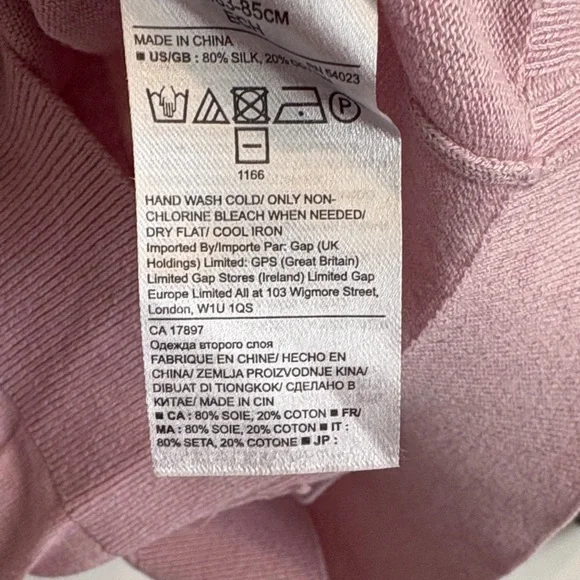 -85CM
MADE IN CHINA
■ US/GB : 80% SILK, 20% 54023
P
1166
HAND WASH COLD/ ONLY NON-
CHLORINE BLEACH WHEN NEEDED/
DRY FLAT/ COOL IRON
Imported By/Importe Par: Gap (UK
Holdings) Limited: GPS (Great Britain)
Limited Gap Stores (Ireland) Limited Gap
Europe Limited All at 103 Wigmore Street,
London, W1U 1QS
CA 17897
Одежда второго слоя
FABRIQUE EN CHINE/ HECHO EN
CHINA/ ZEMLJA PROIZVODNJE KINA/
DIBUAT DI TIONGKOK/ СДЕЛАНО В
КИТАЕ/ MADE IN CIN
■ CA : 80% SOIE, 20% COTON ■ FR/
MA : 80% SOIE, 20% COTON ■ IT :
80% SETA, 20% COTONE ■ JP :